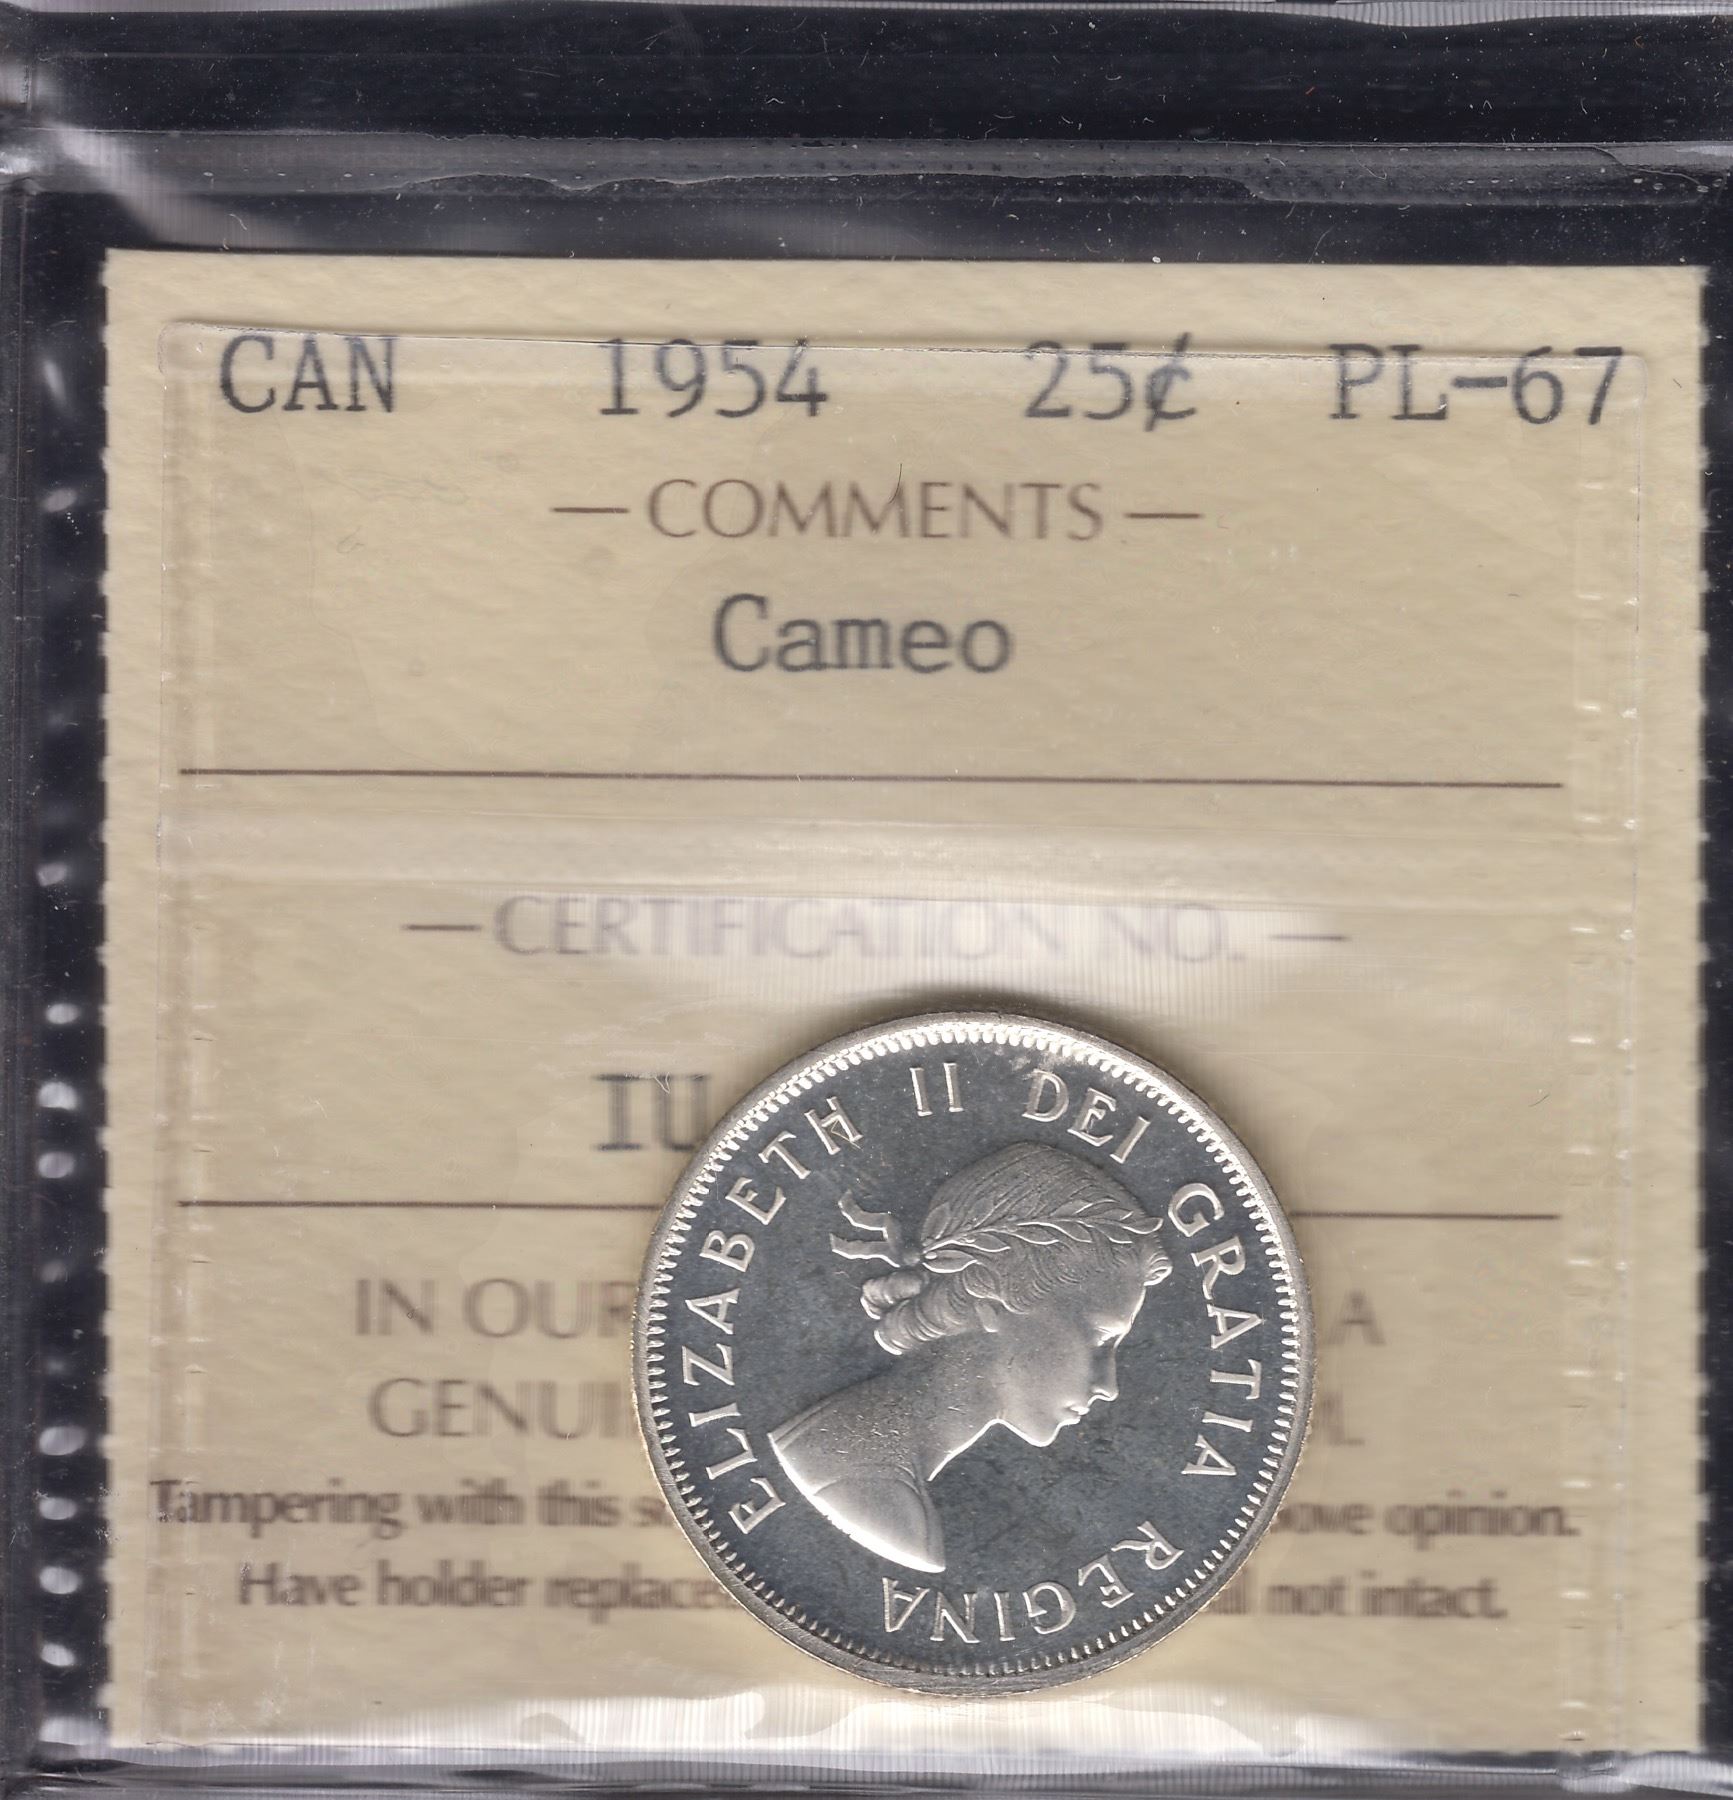 CAN 1954 25¢ PL-67
— COMMENTS —
Cameo
— CERTIFICATION NO. —
IU
IN OUR A
GENUI L
Tampering with this s ove opinion.
Have holder replace l not intact.
ELIZABETH II DEI GRATIA REGINA